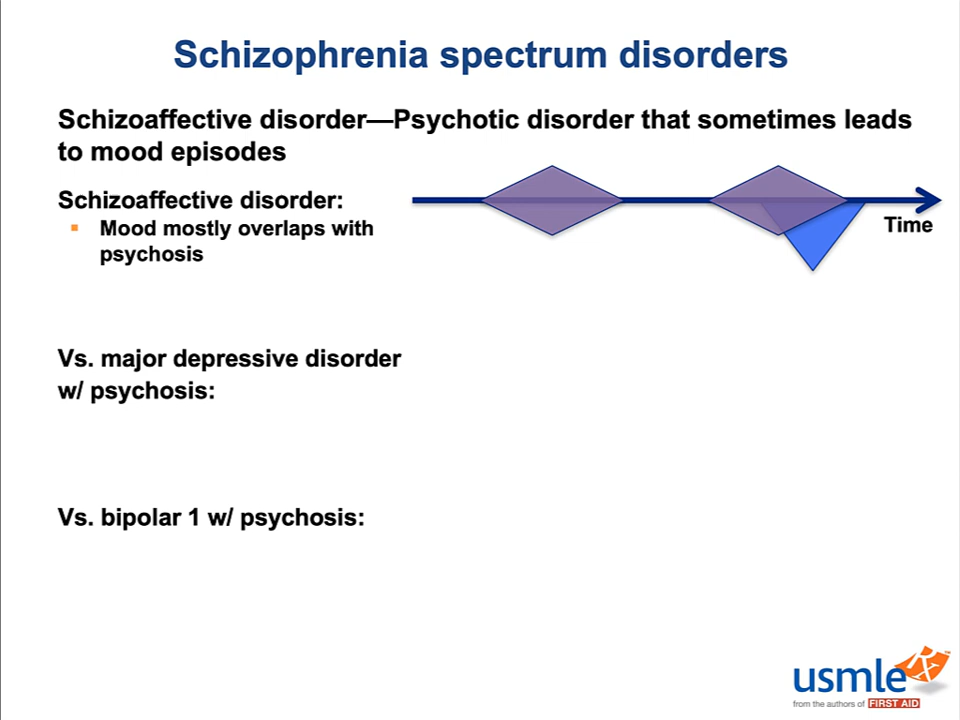 Schizophrenia spectrum disorders
Schizoaffective disorder—Psychotic disorder that sometimes leads
to mood episodes
Schizoaffective disorder:
▪ Mood mostly overlaps with
psychosis
Time
Vs. major depressive disorder
w/ psychosis:
Vs. bipolar 1 w/ psychosis:
usmle Rx
from the authors of FIRST AID